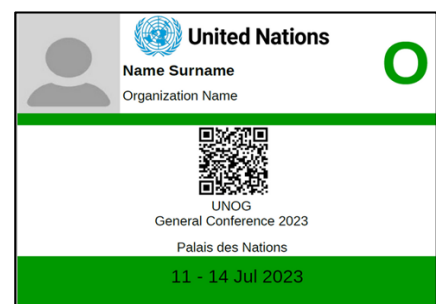 United Nations
Name Surname
O
Organization Name
UNOG
General Conference 2023
Palais des Nations
11 - 14 Jul 2023